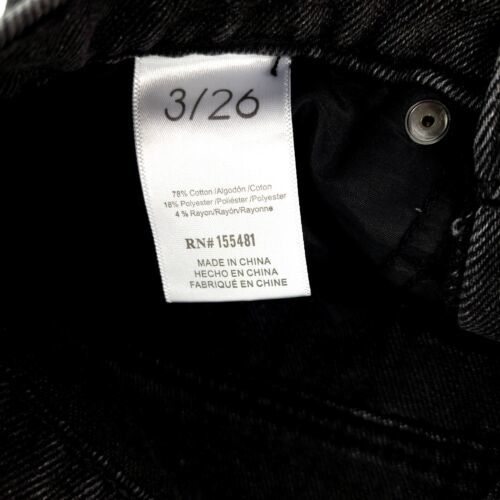 3/26
78% Cotton/Algodón/Coton
18% Polyester/Poliéster/Polyester
4% Rayon/Rayón/Rayonne
RN# 155481
MADE IN CHINA
HECHO EN CHINA
FABRIQUÉ EN CHINE